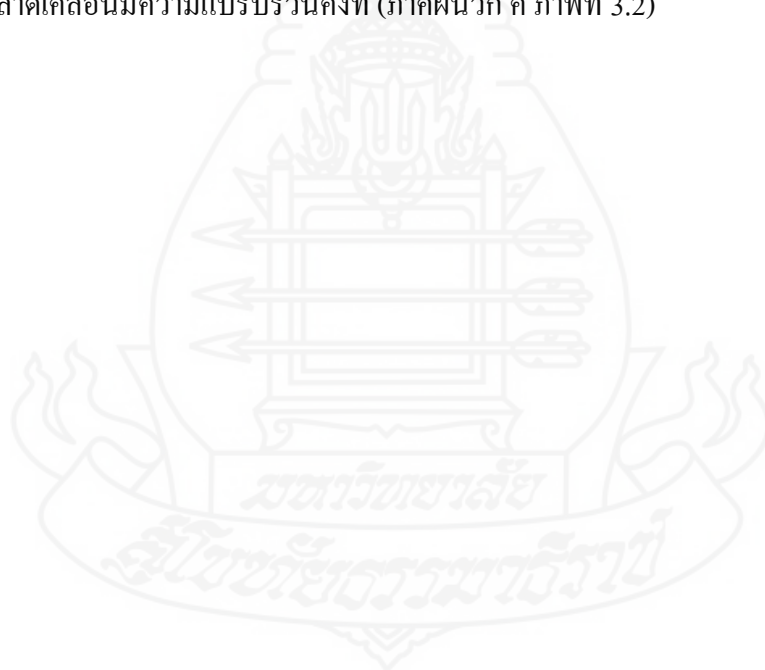 ลาดเคลื่อนมีความแปรปรวนคงที่ (ภาคผนวก ค ภาพที่ 3.2)
มหาวิทยาลัย
สุโขทัยธรรมาธิราช